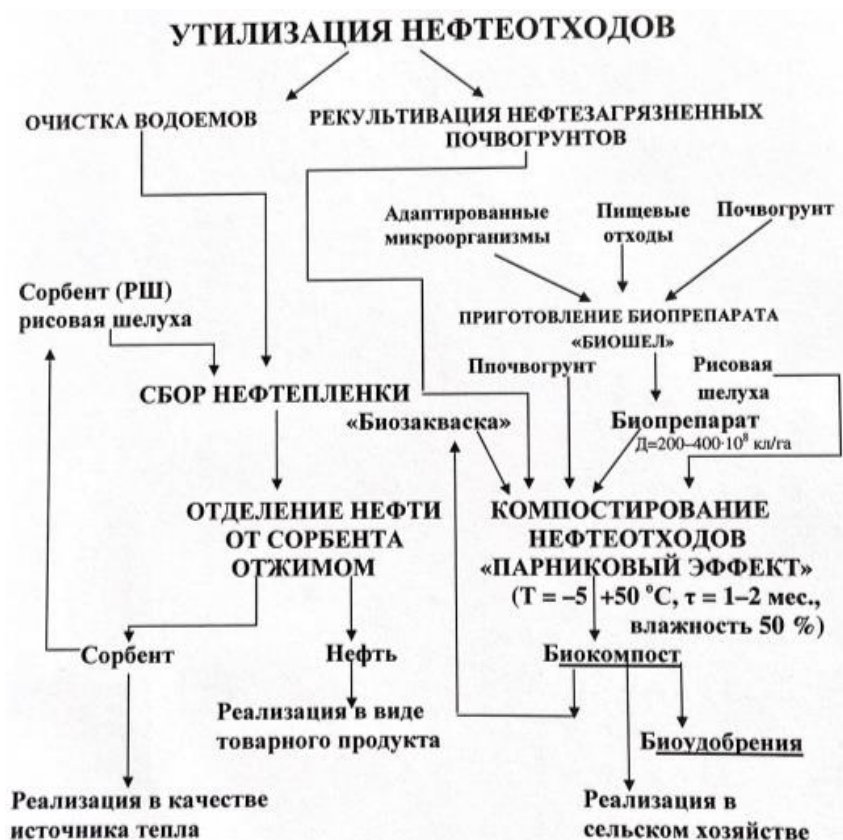 УТИЛИЗАЦИЯ НЕФТЕОТХОДОВ
ОЧИСТКА ВОДОЕМОВ
РЕКУЛЬТИВАЦИЯ НЕФТЕЗАГРЯЗНЕННЫХ
ПОЧВОГРУНТОВ
Адаптированные
микроорганизмы
Пищевые
отходы
Почвогрунт
Сорбент (РШ)
рисовая шелуха
ПРИГОТОВЛЕНИЕ БИОПРЕПАРАТА
«БИОШЕЛ»
Ппочвогрунт
Рисовая
шелуха
СБОР НЕФТЕПЛЕНКИ
«Биозакваска»
Биопрепарат
Д=200–400·10⁸ кл/га
ОТДЕЛЕНИЕ НЕФТИ
ОТ СОРБЕНТА
ОТЖИМОМ
КОМПОСТИРОВАНИЕ
НЕФТЕОТХОДОВ
«ПАРНИКОВЫЙ ЭФФЕКТ»
(Т = –5 +50 °С, τ = 1–2 мес.,
влажность 50 %)
Сорбент
Нефть
Биокомпост
Реализация в виде
товарного продукта
Биоудобрения
Реализация в качестве
источника тепла
Реализация в
сельском хозяйстве